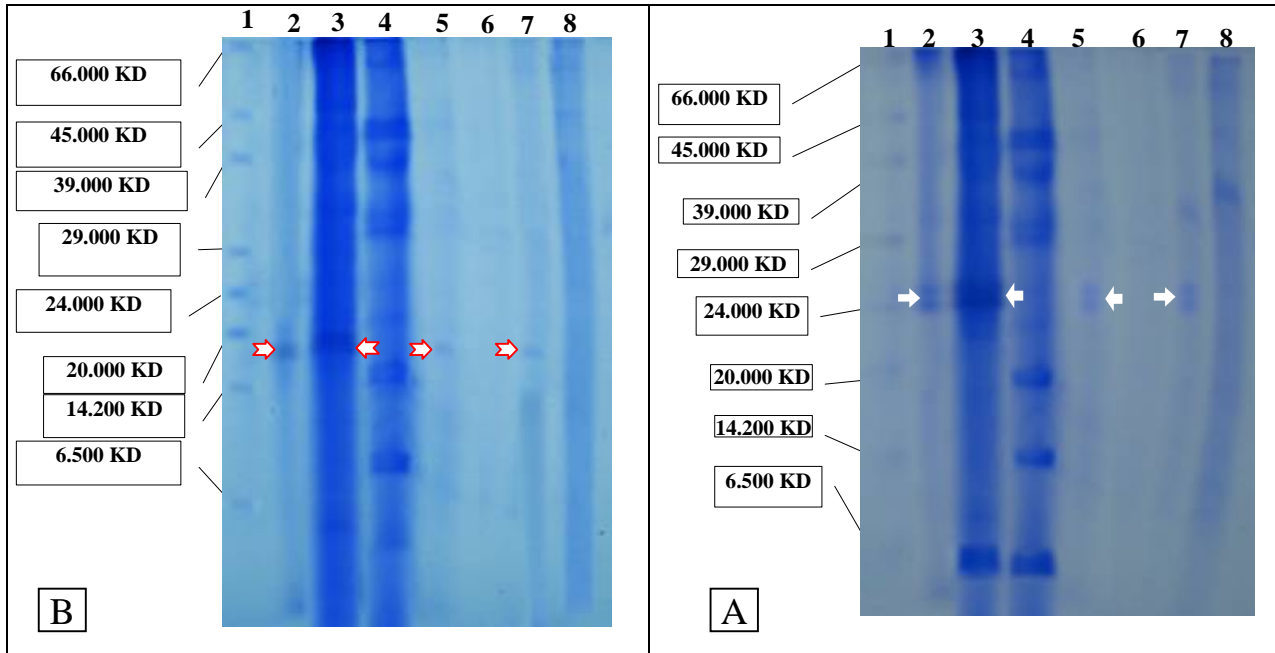 1 2 3 4 5 6 7 8
66.000 KD
45.000 KD
39.000 KD
29.000 KD
24.000 KD
20.000 KD
14.200 KD
6.500 KD
B
1 2 3 4 5 6 7 8
66.000 KD
45.000 KD
39.000 KD
29.000 KD
24.000 KD
20.000 KD
14.200 KD
6.500 KD
A